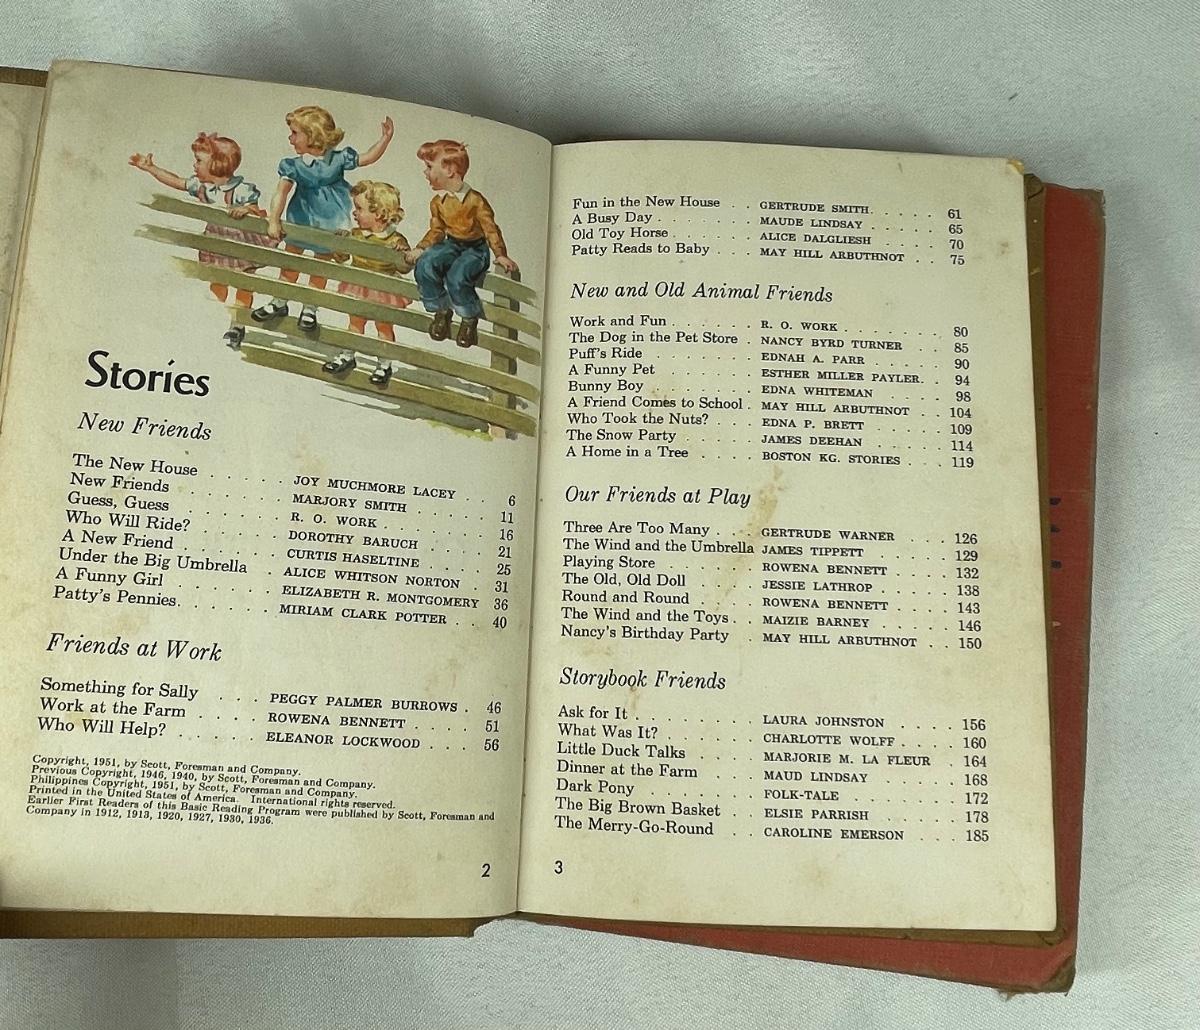 Stories
New Friends
The New House . . . . . JOY MUCHMORE LACEY . . 6
New Friends . . . . . . MARJORY SMITH . . . . . 11
Guess, Guess . . . . . . R. O. WORK . . . . . . 16
Who Will Ride? . . . . . DOROTHY BARUCH . . . . 21
A New Friend . . . . . . CURTIS HASELTINE . . . . 25
Under the Big Umbrella . ALICE WHITSON NORTON . 31
A Funny Girl . . . . . . ELIZABETH R. MONTGOMERY 36
Patty's Pennies. . . . . . MIRIAM CLARK POTTER . . 40
Friends at Work
Something for Sally . . . PEGGY PALMER BURROWS . 46
Work at the Farm . . . . ROWENA BENNETT . . . . 51
Who Will Help? . . . . . ELEANOR LOCKWOOD . . . 56
Copyright, 1951, by Scott, Foresman and Company.
Previous Copyright, 1946, 1940, by Scott, Foresman and Company.
Philippines Copyright, 1951, by Scott, Foresman and Company.
Printed in the United States of America. International rights reserved.
Earlier First Readers of this Basic Reading Program were published by Scott, Foresman and
Company in 1912, 1913, 1920, 1927, 1930, 1936.
2
Fun in the New House . . GERTRUDE SMITH. . . . . 61
A Busy Day . . . . . . MAUDE LINDSAY . . . . . 65
Old Toy Horse . . . . . ALICE DALGLIESH . . . . 70
Patty Reads to Baby . . . MAY HILL ARBUTHNOT . . 75
New and Old Animal Friends
Work and Fun . . . . . . R. O. WORK . . . . . . 80
The Dog in the Pet Store . NANCY BYRD TURNER . . 85
Puff's Ride . . . . . . . EDNAH A. PARR . . . . 90
A Funny Pet . . . . . . ESTHER MILLER PAYLER. . 94
Bunny Boy . . . . . . . EDNA WHITEMAN . . . . 98
A Friend Comes to School . MAY HILL ARBUTHNOT . . 104
Who Took the Nuts? . . . EDNA P. BRETT . . . . 109
The Snow Party . . . . . JAMES DEEHAN . . . . . 114
A Home in a Tree . . . . BOSTON KG. STORIES . . . 119
Our Friends at Play
Three Are Too Many . . . GERTRUDE WARNER . . . . 126
The Wind and the Umbrella JAMES TIPPETT . . . . . 129
Playing Store . . . . . . ROWENA BENNETT . . . . 132
The Old, Old Doll . . . . JESSIE LATHROP . . . . . 138
Round and Round . . . . ROWENA BENNETT . . . . 143
The Wind and the Toys . . MAIZIE BARNEY . . . . . 146
Nancy's Birthday Party . MAY HILL ARBUTHNOT . . 150
Storybook Friends
Ask for It . . . . . . . LAURA JOHNSTON . . . . 156
What Was It? . . . . . . CHARLOTTE WOLFF . . . . 160
Little Duck Talks . . . . MARJORIE M. LA FLEUR . 164
Dinner at the Farm . . . MAUD LINDSAY . . . . . 168
Dark Pony . . . . . . . FOLK-TALE . . . . . . 172
The Big Brown Basket . . ELSIE PARRISH . . . . . 178
The Merry-Go-Round . . CAROLINE EMERSON . . . 185
3